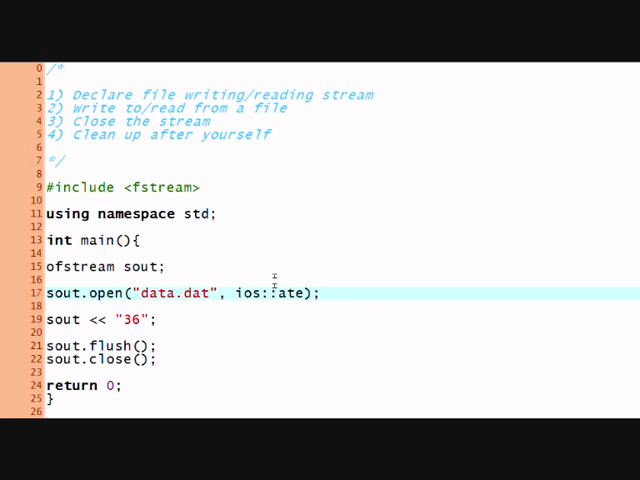 0 /*
1
2 1) Declare file writing/reading stream
3 2) Write to/read from a file
4 3) Close the stream
5 4) Clean up after yourself
6
7 */
8
9 #include <fstream>
10
11 using namespace std;
12
13 int main(){
14
15 ofstream sout;
16
17 sout.open("data.dat", ios::ate);
18
19 sout << "36";
20
21 sout.flush();
22 sout.close();
23
24 return 0;
25 }
26